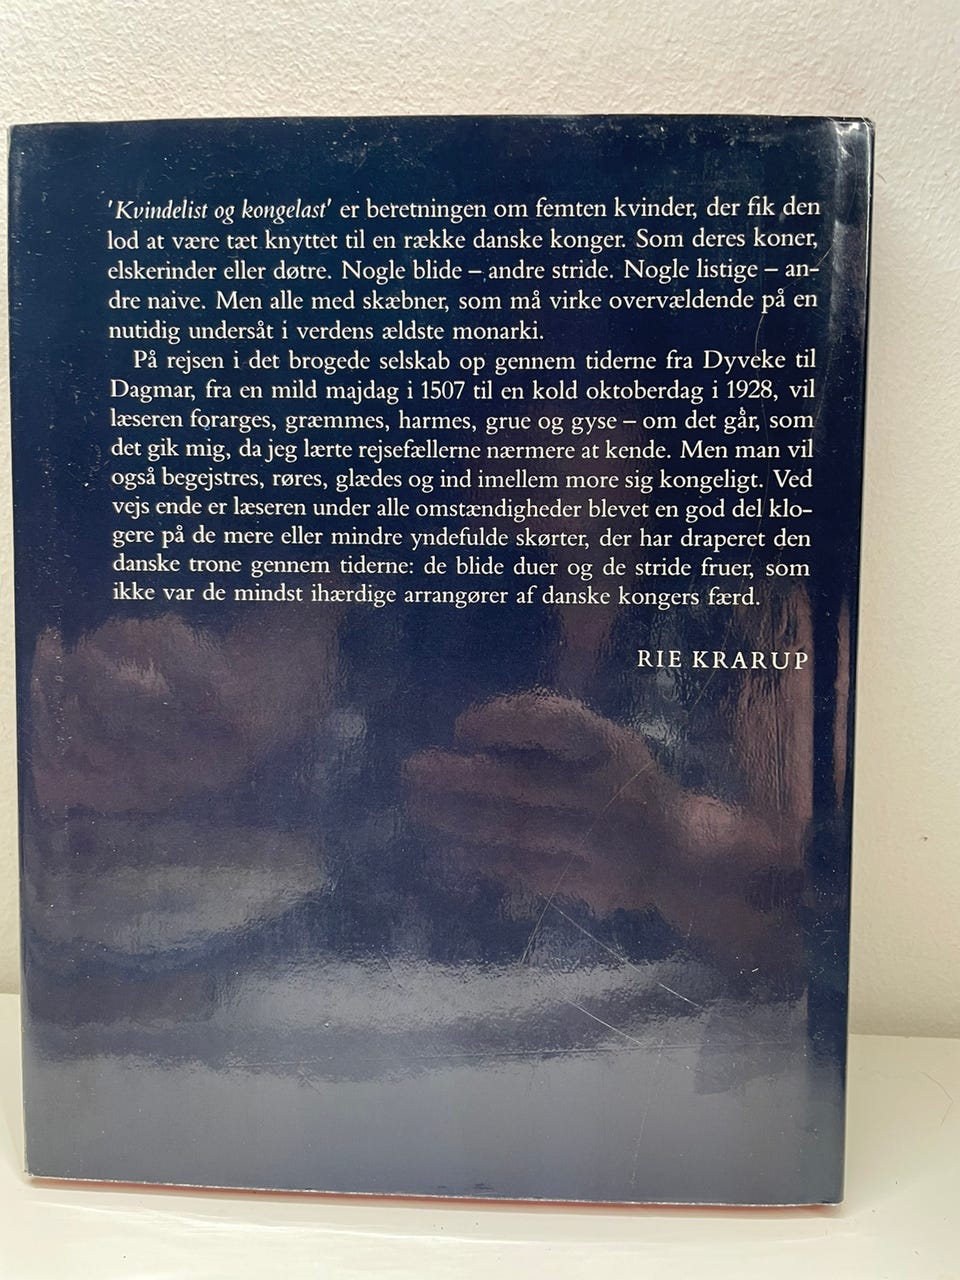 'Kvindelist og kongelast' er beretningen om femten kvinder, der fik den
lod at være tæt knyttet til en række danske konger. Som deres koner,
elskerinder eller døtre. Nogle blide – andre stride. Nogle listige – an-
dre naive. Men alle med skæbner, som må virke overvældende på en
nutidig undersåt i verdens ældste monarki.
På rejsen i det brogede selskab op gennem tiderne fra Dyveke til
Dagmar, fra en mild majdag i 1507 til en kold oktoberdag i 1928, vil
læseren forarges, græmmes, harmes, grue og gyse – om det går, som
det gik mig, da jeg lærte rejsefællerne nærmere at kende. Men man vil
også begejstres, røres, glædes og ind imellem more sig kongeligt. Ved
vejs ende er læseren under alle omstændigheder blevet en god del klo-
gere på de mere eller mindre yndefulde skørter, der har draperet den
danske trone gennem tiderne: de blide duer og de stride fruer, som
ikke var de mindst ihærdige arrangører af danske kongers færd.
RIE KRARUP